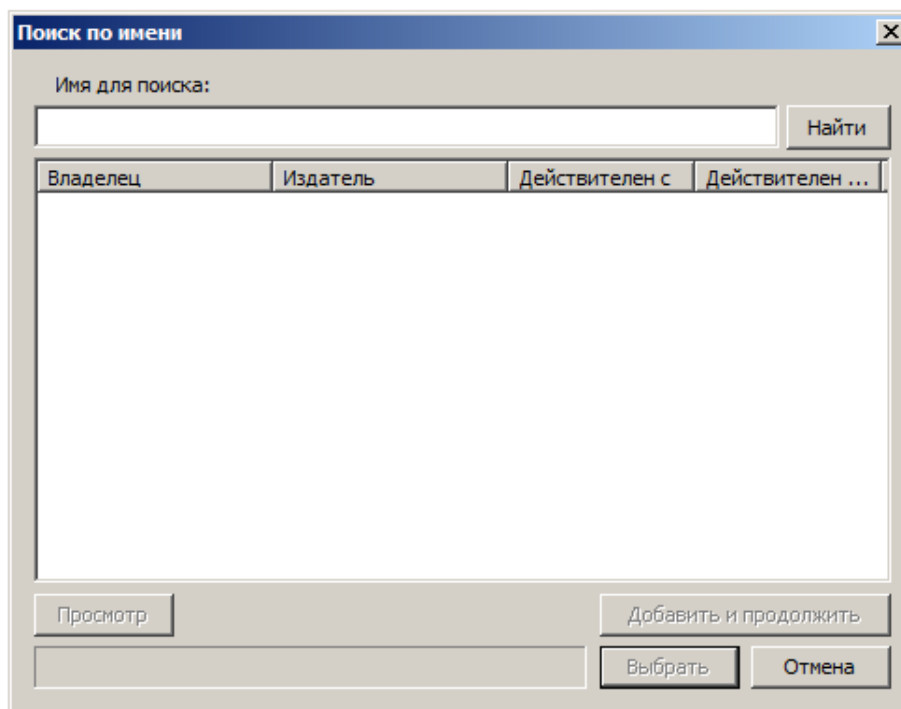 Поиск по имени
Имя для поиска:
Найти
Владелец Издатель Действителен с Действителен ...
Просмотр Добавить и продолжить
Выбрать Отмена